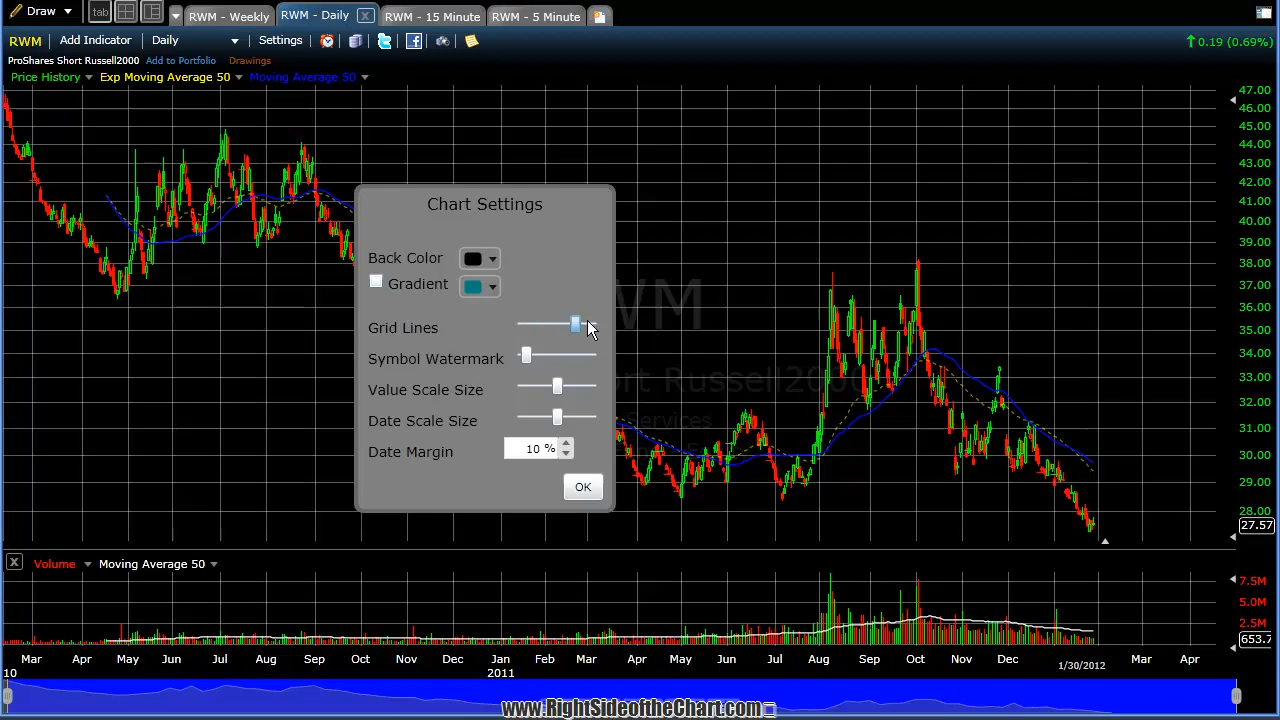 Draw
tab
RWM - Weekly
RWM - Daily
X
RWM - 15 Minute
RWM - 5 Minute
RWM
Add Indicator
Daily
Settings
0.19 (0.69%)
ProShares Short Russell2000
Add to Portfolio
Drawings
Price History
Exp Moving Average 50
Moving Average 50
47.00
46.00
45.00
44.00
43.00
42.00
41.00
40.00
39.00
38.00
37.00
36.00
35.00
34.00
33.00
32.00
31.00
30.00
29.00
28.00
27.57
Chart Settings
Back Color
Gradient
Grid Lines
Symbol Watermark
Value Scale Size
Date Scale Size
Date Margin
10 %
OK
WM
ort Russell200
Services
X
Volume
Moving Average 50
7.5M
5.0M
2.5M
653.7
Mar
Apr
May
Jun
Jul
Aug
Sep
Oct
Nov
Dec
Jan
Feb
Mar
Apr
May
Jun
Jul
Aug
Sep
Oct
Nov
Dec
1/30/2012
Mar
Apr
10
2011
www.RightSideoftheChart.com